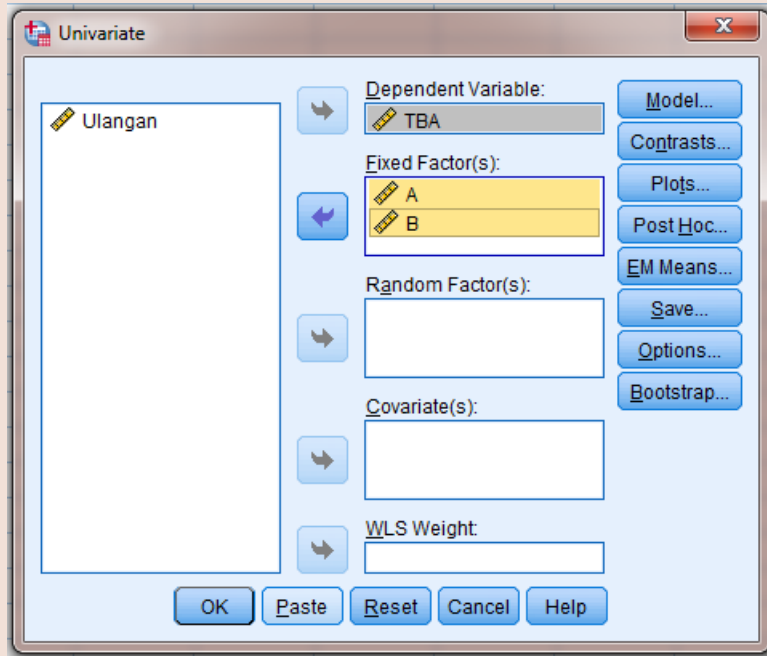 Univariate
X
Ulangan
Dependent Variable:
TBA
Fixed Factor(s):
A
B
Random Factor(s):
Covariate(s):
WLS Weight:
Model...
Contrasts...
Plots...
Post Hoc...
EM Means...
Save...
Options...
Bootstrap...
OK
Paste
Reset
Cancel
Help